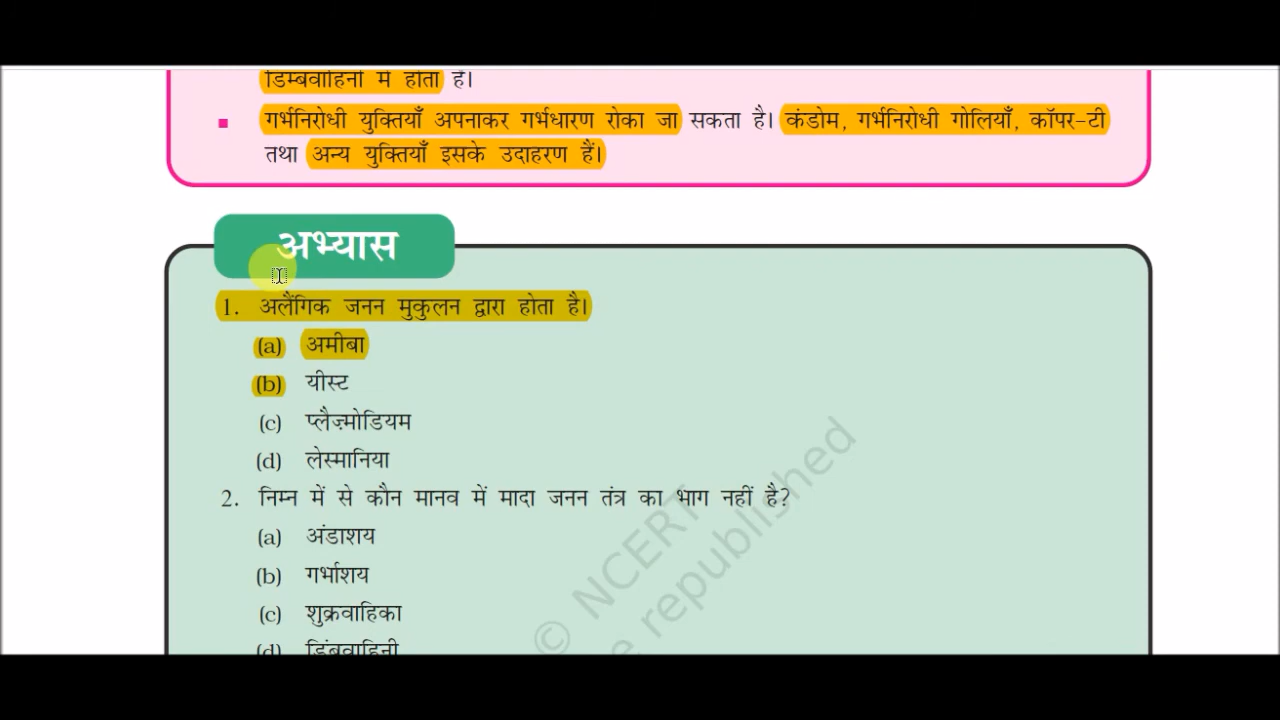 डिम्बवाहिनी में होता है।
▪ गर्भनिरोधी युक्तियाँ अपनाकर गर्भधारण रोका जा सकता है। कंडोम, गर्भनिरोधी गोलियाँ, कॉपर-टी
तथा अन्य युक्तियाँ इसके उदाहरण हैं।
अभ्यास
1. अलैंगिक जनन मुकुलन द्वारा होता है।
(a) अमीबा
(b) यीस्ट
(c) प्लैज़्मोडियम
(d) लेस्मानिया
2. निम्न में से कौन मानव में मादा जनन तंत्र का भाग नहीं है?
(a) अंडाशय
(b) गर्भाशय
(c) शुक्रवाहिका
(d) डिंबवाहिनी
© NCERT
e republished